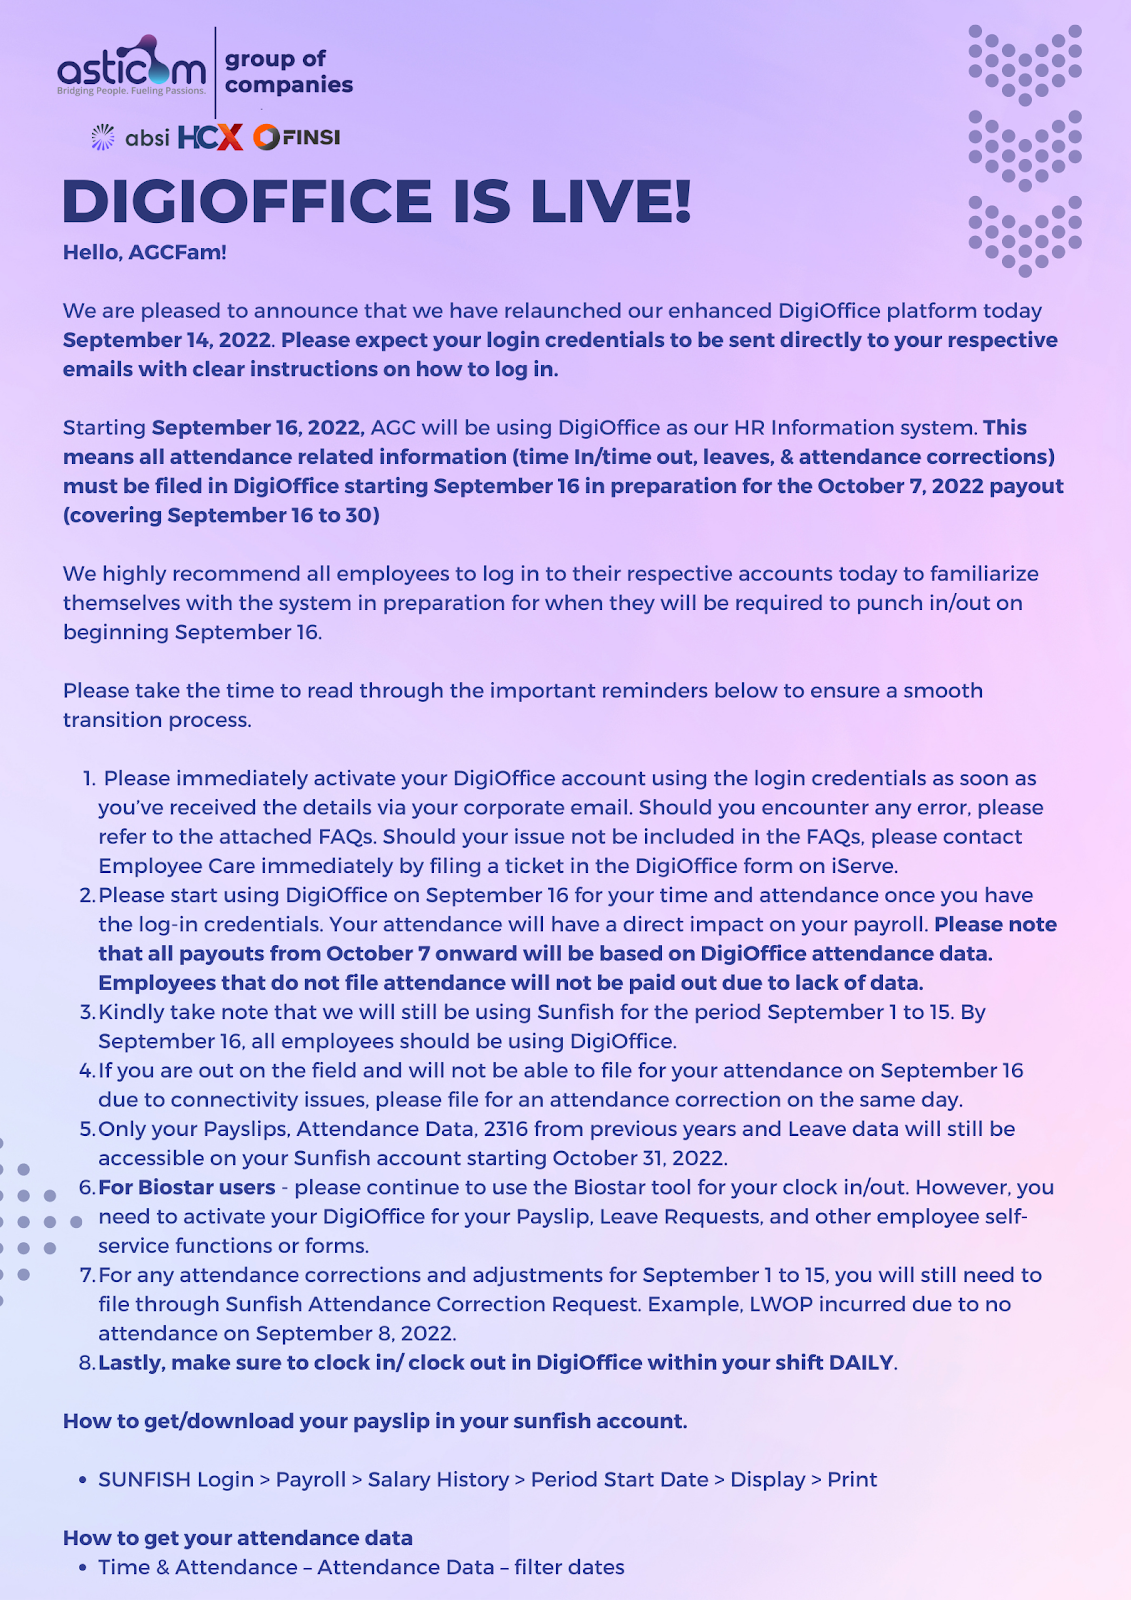 asticom
Bridging People. Fueling Passions.
group of
companies
absi HCX FINSI
DIGIOFFICE IS LIVE!
Hello, AGCFam!
We are pleased to announce that we have relaunched our enhanced DigiOffice platform today
September 14, 2022. Please expect your login credentials to be sent directly to your respective
emails with clear instructions on how to log in.
Starting September 16, 2022, AGC will be using DigiOffice as our HR Information system. This
means all attendance related information (time In/time out, leaves, & attendance corrections)
must be filed in DigiOffice starting September 16 in preparation for the October 7, 2022 payout
(covering September 16 to 30)
We highly recommend all employees to log in to their respective accounts today to familiarize
themselves with the system in preparation for when they will be required to punch in/out on
beginning September 16.
Please take the time to read through the important reminders below to ensure a smooth
transition process.
1. Please immediately activate your DigiOffice account using the login credentials as soon as
you've received the details via your corporate email. Should you encounter any error, please
refer to the attached FAQs. Should your issue not be included in the FAQs, please contact
Employee Care immediately by filing a ticket in the DigiOffice form on iServe.
2. Please start using DigiOffice on September 16 for your time and attendance once you have
the log-in credentials. Your attendance will have a direct impact on your payroll. Please note
that all payouts from October 7 onward will be based on DigiOffice attendance data.
Employees that do not file attendance will not be paid out due to lack of data.
3. Kindly take note that we will still be using Sunfish for the period September 1 to 15. By
September 16, all employees should be using DigiOffice.
4. If you are out on the field and will not be able to file for your attendance on September 16
due to connectivity issues, please file for an attendance correction on the same day.
5. Only your Payslips, Attendance Data, 2316 from previous years and Leave data will still be
accessible on your Sunfish account starting October 31, 2022.
6. For Biostar users - please continue to use the Biostar tool for your clock in/out. However, you
need to activate your DigiOffice for your Payslip, Leave Requests, and other employee self-
service functions or forms.
7. For any attendance corrections and adjustments for September 1 to 15, you will still need to
file through Sunfish Attendance Correction Request. Example, LWOP incurred due to no
attendance on September 8, 2022.
8. Lastly, make sure to clock in/ clock out in DigiOffice within your shift DAILY.
How to get/download your payslip in your sunfish account.
• SUNFISH Login > Payroll > Salary History > Period Start Date > Display > Print
How to get your attendance data
• Time & Attendance – Attendance Data – filter dates